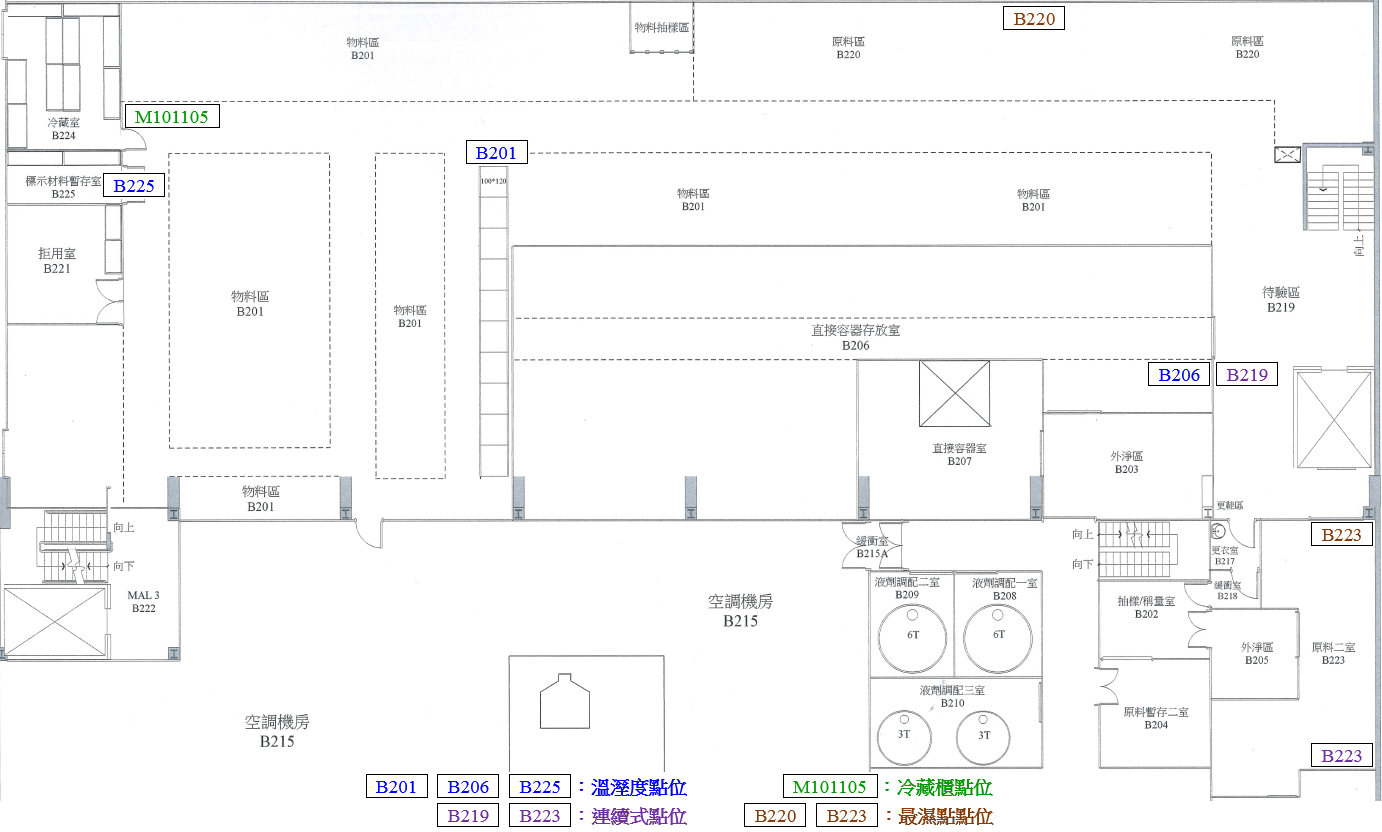 B220
物料抽樣區
物料區
B201
原料區
B220
原料區
B220
M101105
冷藏室
B224
B201
標示材料暫存室
B225
B225
100*120
物料區
B201
物料區
B201
向上
拒用室
B221
物料區
B201
物料區
B201
待驗區
B219
直接容器存放室
B206
B206
B219
直接容器室
B207
外淨區
B203
物料區
B201
更鞋區
向上
向下
MAL 3
B222
緩衝室
B215A
向上
向下
更衣室
B217
B223
液劑調配二室
B209
6T
液劑調配一室
B208
6T
緩衝室
B218
抽樣/稱量室
B202
空調機房
B215
外淨區
B205
原料二室
B223
液劑調配三室
B210
3T
3T
原料暫存二室
B204
空調機房
B215
B223
B201 B206 B225：溫溼度點位
M101105：冷藏櫃點位
B219 B223：連續式點位
B220 B223：最濕點點位